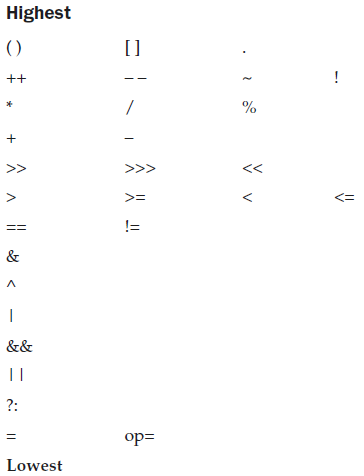 Highest
( ) [ ] .
++ -- ~ !
* / %
+ −
>> >>> <<
> >= < <=
== !=
&
^
|
&&
||
?:
= op=
Lowest